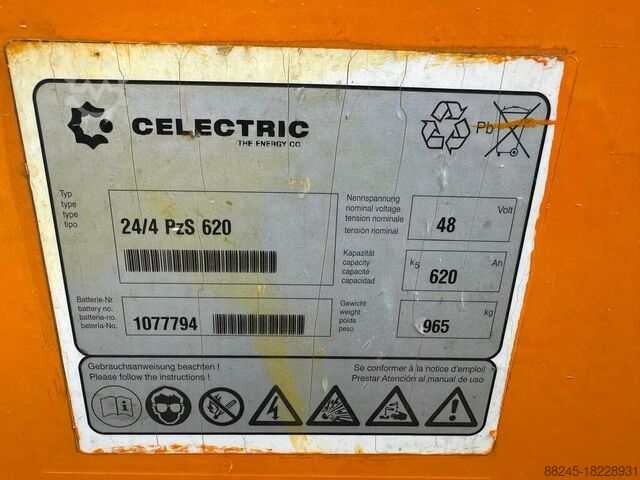 CELECTRIC
THE ENERGY CO
Pb
Typ
type
type
tipo
24/4 PzS 620
Nennspannung
nominal voltage
tension nominale
tensión nominal
48
Volt
Kapazität
capacity
capacité
capacidad
k5
620
Ah
Batterie-Nr.
battery no.
batterie-no.
bateria-No.
1077794
Gewicht
weight
poids
peso
965
kg
Gebrauchsanweisung beachten !
Please follow the instructions !
Se conformer à la notice d'emploi!
Prestar Atención al manual de uso
88245-18228931